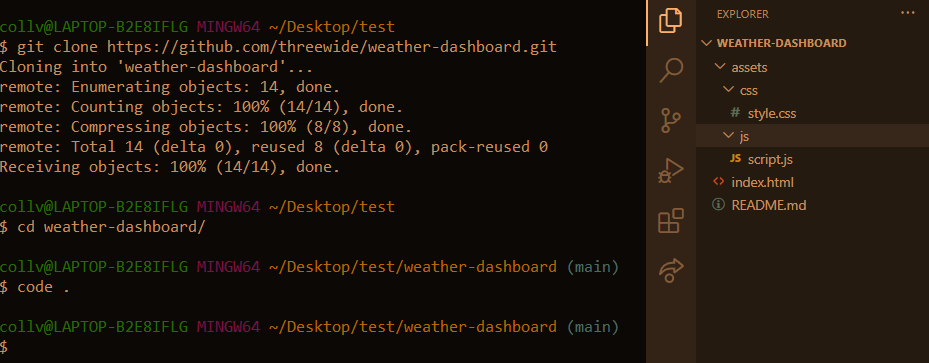 collv@LAPTOP-B2E8IFLG MINGW64 ~/Desktop/test
$ git clone https://github.com/threewide/weather-dashboard.git
Cloning into 'weather-dashboard'...
remote: Enumerating objects: 14, done.
remote: Counting objects: 100% (14/14), done.
remote: Compressing objects: 100% (8/8), done.
remote: Total 14 (delta 0), reused 8 (delta 0), pack-reused 0
Receiving objects: 100% (14/14), done.
collv@LAPTOP-B2E8IFLG MINGW64 ~/Desktop/test
$ cd weather-dashboard/
collv@LAPTOP-B2E8IFLG MINGW64 ~/Desktop/test/weather-dashboard (main)
$ code .
collv@LAPTOP-B2E8IFLG MINGW64 ~/Desktop/test/weather-dashboard (main)
$
EXPLORER ...
WEATHER-DASHBOARD
assets
css
# style.css
js
JS script.js
<> index.html
README.md